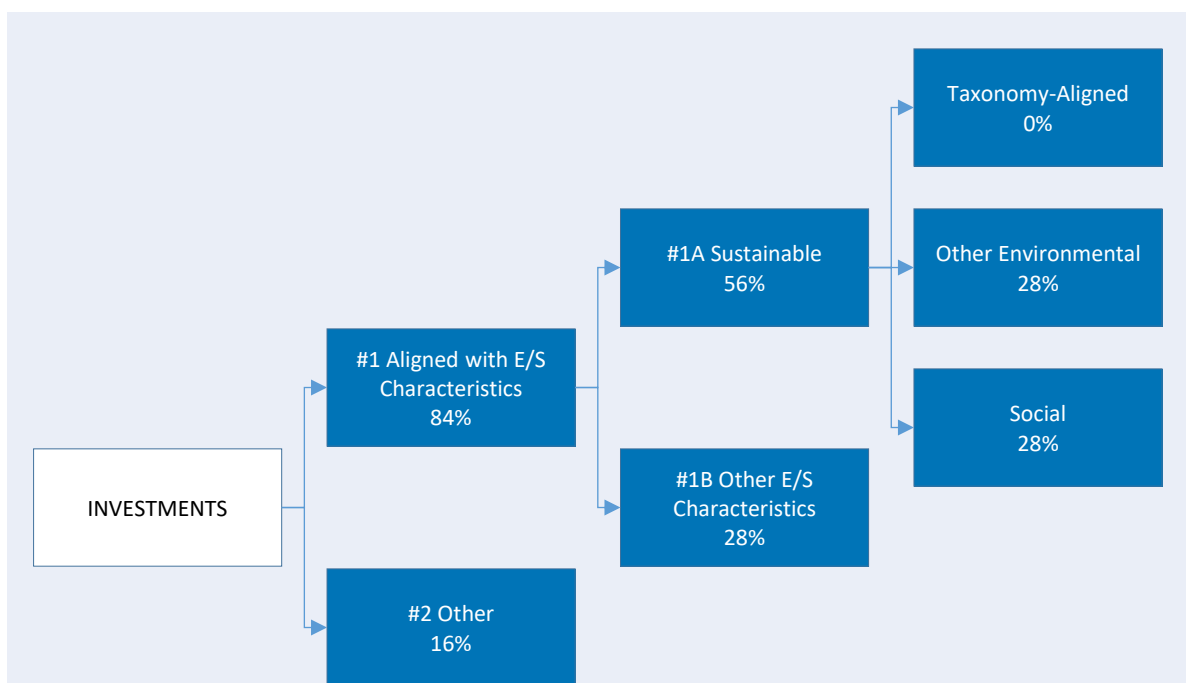 INVESTMENTS
#1 Aligned with E/S
Characteristics
84%
#2 Other
16%
#1A Sustainable
56%
#1B Other E/S
Characteristics
28%
Taxonomy-Aligned
0%
Other Environmental
28%
Social
28%